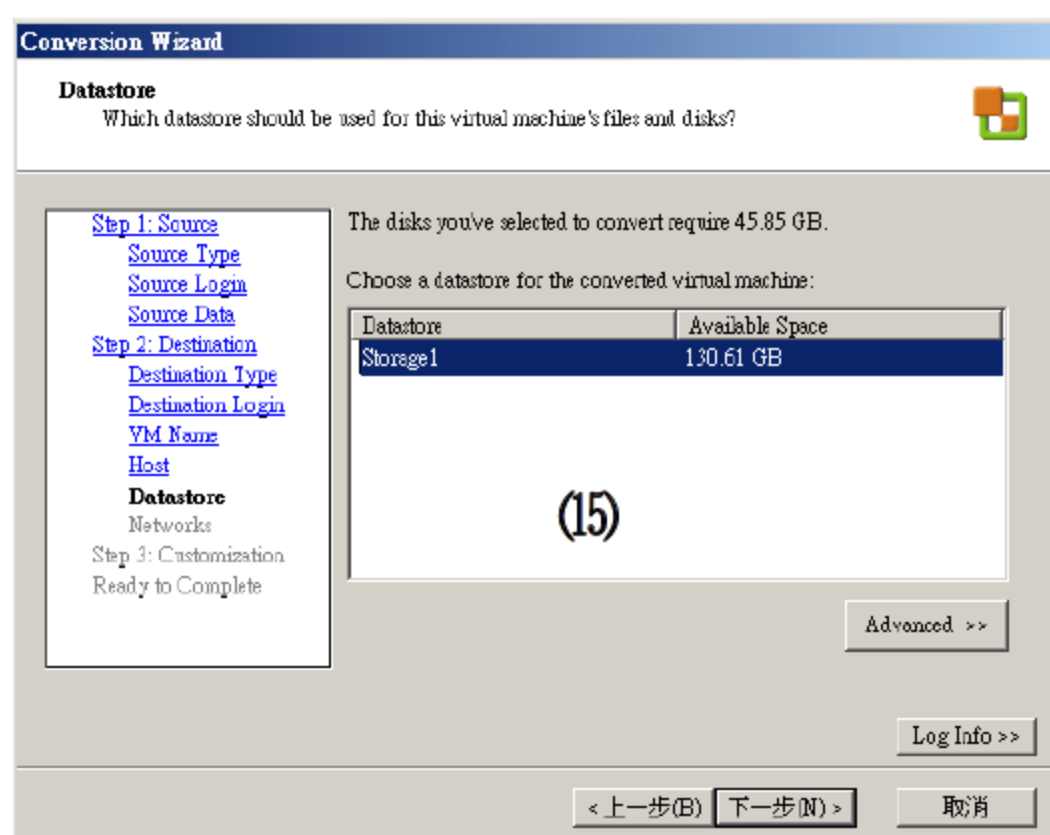 Conversion Wizard
Datastore
Which datastore should be used for this virtual machine's files and disks?
Step 1: Source
Source Type
Source Login
Source Data
Step 2: Destination
Destination Type
Destination Login
VM Name
Host
Datastore
Networks
Step 3: Customization
Ready to Complete
The disks you've selected to convert require 45.85 GB.
Choose a datastore for the converted virtual machine:
Datastore Available Space
Storage1 130.61 GB
(15)
Advanced >>
Log Info >>
< 上一步(B) 下一步(N) > 取消